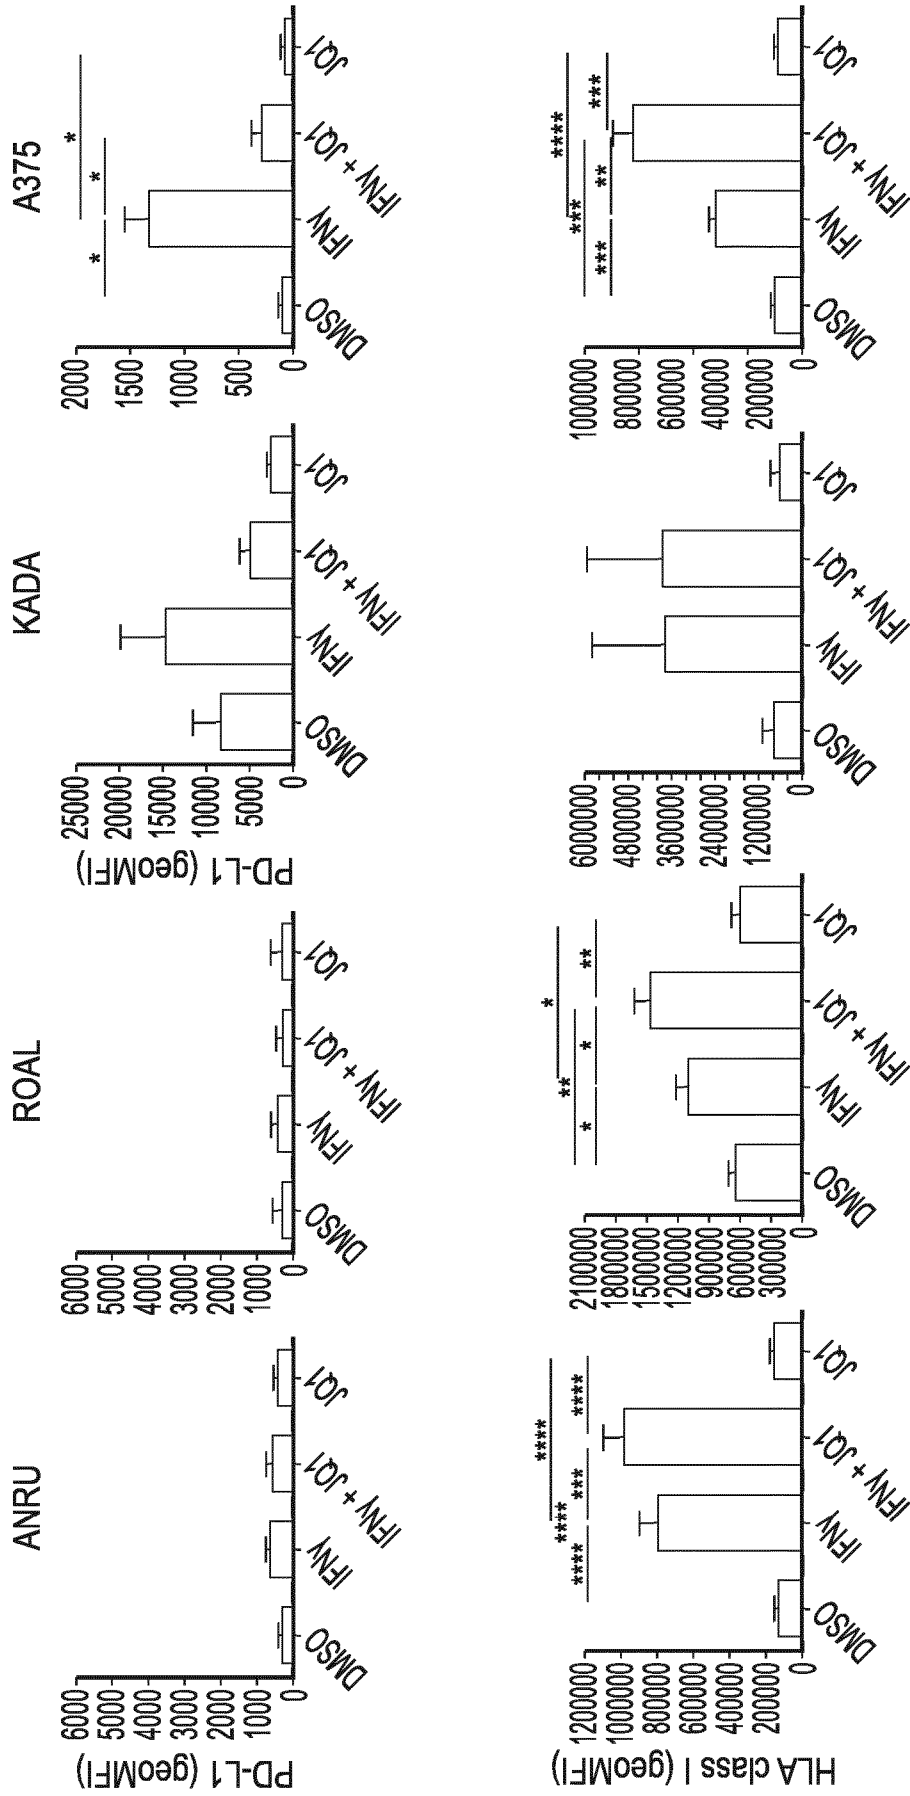 ANRU
PD-L1 (geoMFI)
6000
5000
4000
3000
2000
1000
0
DMSO
IFNγ
IFNγ + JQ1
JQ1
ROAL
6000
5000
4000
3000
2000
1000
0
DMSO
IFNγ
IFNγ + JQ1
JQ1
KADA
PD-L1 (geoMFI)
25000
20000
15000
10000
5000
0
DMSO
IFNγ
IFNγ + JQ1
JQ1
A375
2000
1500
1000
500
0
*
* *
DMSO
IFNγ
IFNγ + JQ1
JQ1
HLA class I (geoMFI)
1200000
1000000
800000
600000
400000
200000
0
****
****
**** *** ****
DMSO
IFNγ
IFNγ + JQ1
JQ1
2100000
1800000
1500000
1200000
900000
600000
300000
0
*
**
* * **
DMSO
IFNγ
IFNγ + JQ1
JQ1
6000000
4800000
3600000
2400000
1200000
0
DMSO
IFNγ
IFNγ + JQ1
JQ1
1000000
800000
600000
400000
200000
0
****
***
*** ** ***
DMSO
IFNγ
IFNγ + JQ1
JQ1